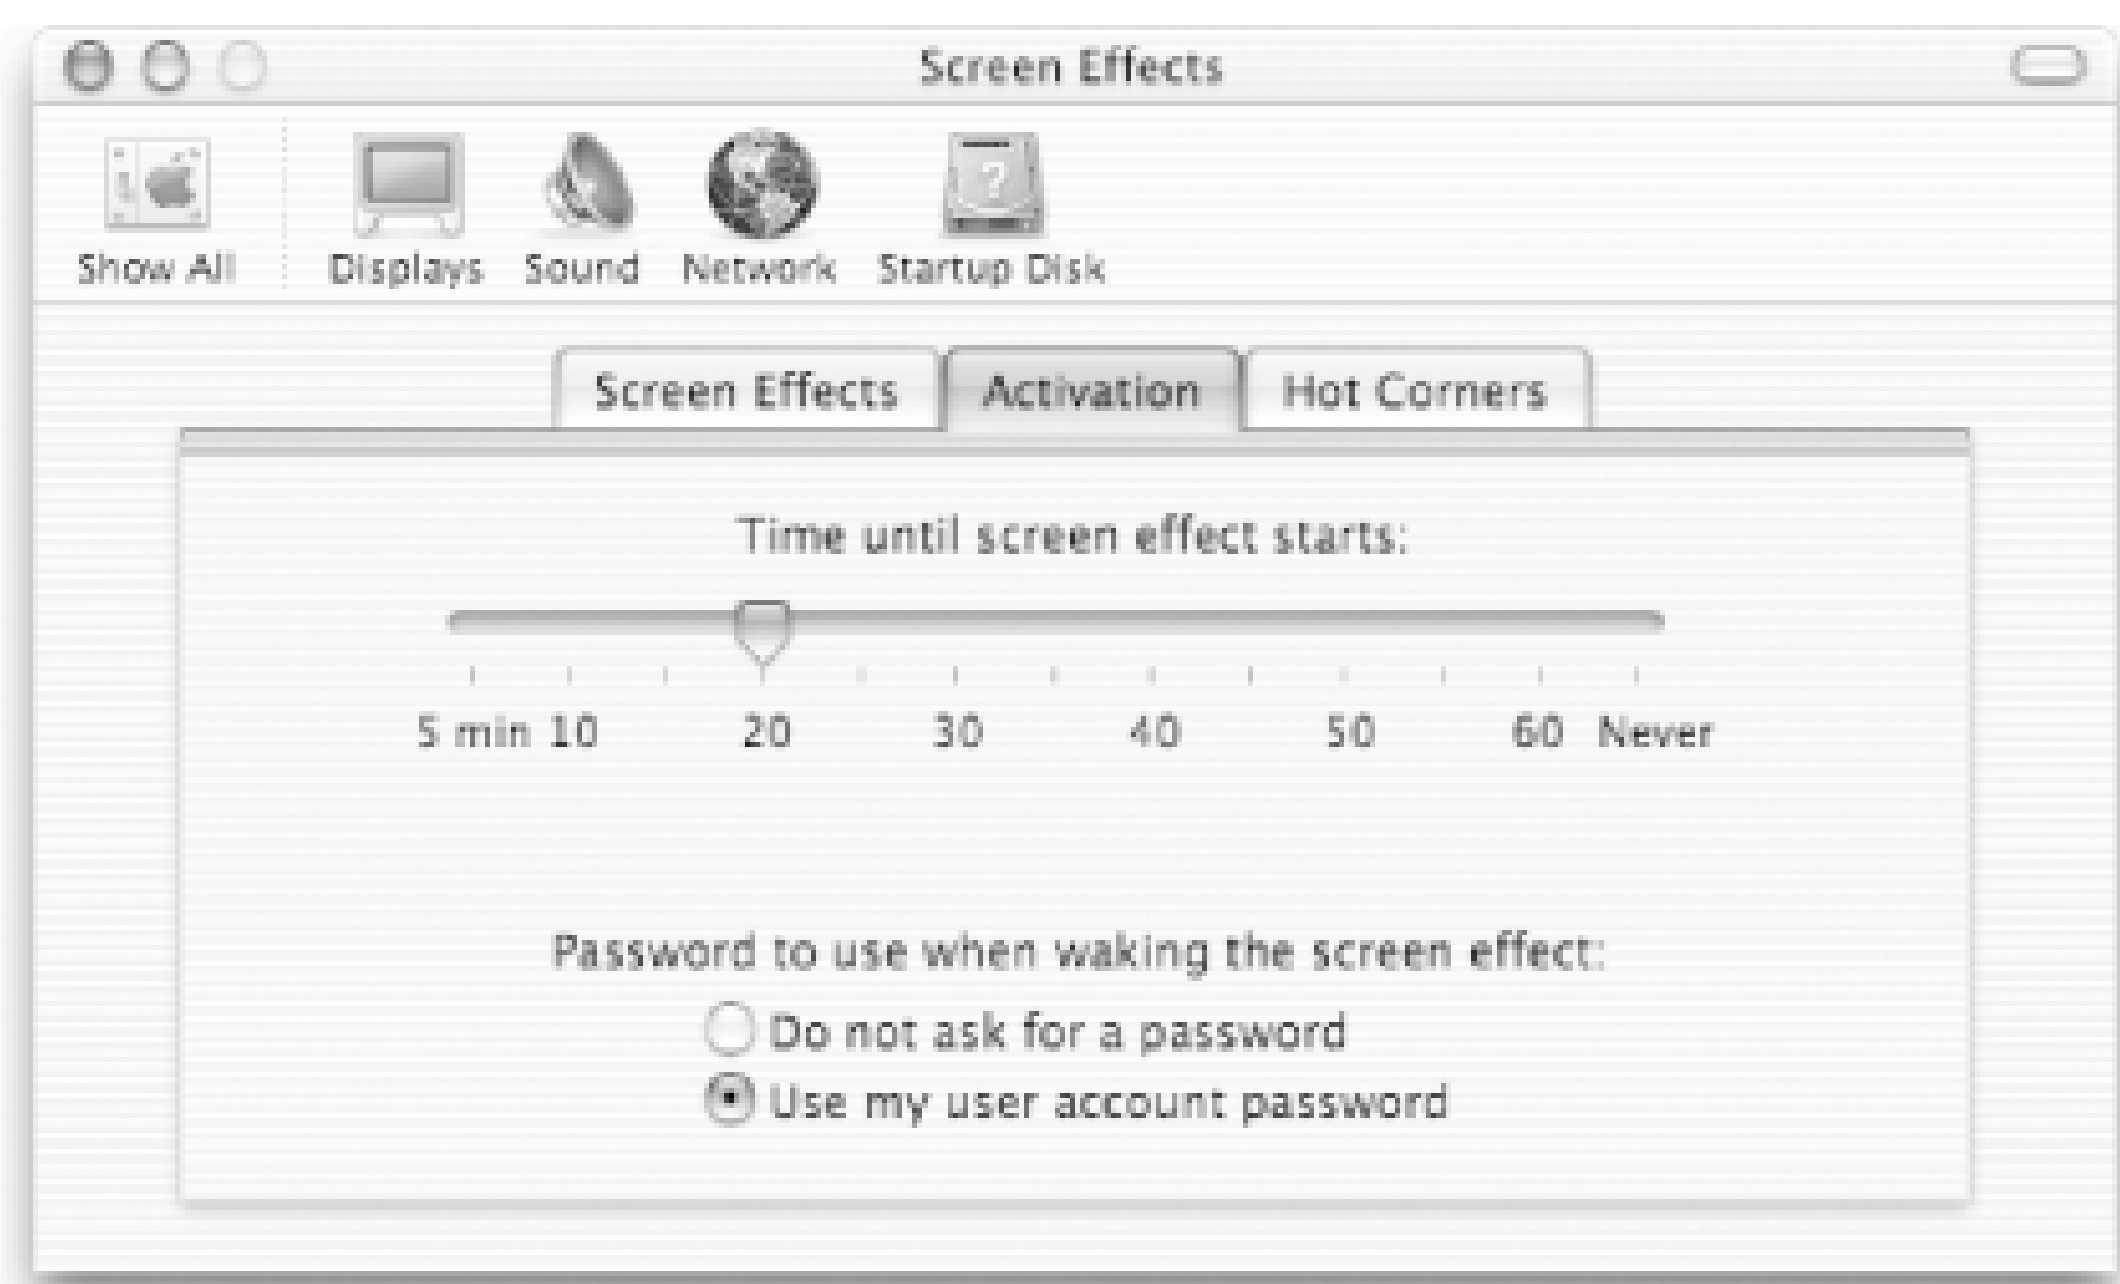 Screen Effects
Show All Displays Sound Network Startup Disk
Screen Effects Activation Hot Corners
Time until screen effect starts:
5 min 10 20 30 40 50 60 Never
Password to use when waking the screen effect:
Do not ask for a password
Use my user account password